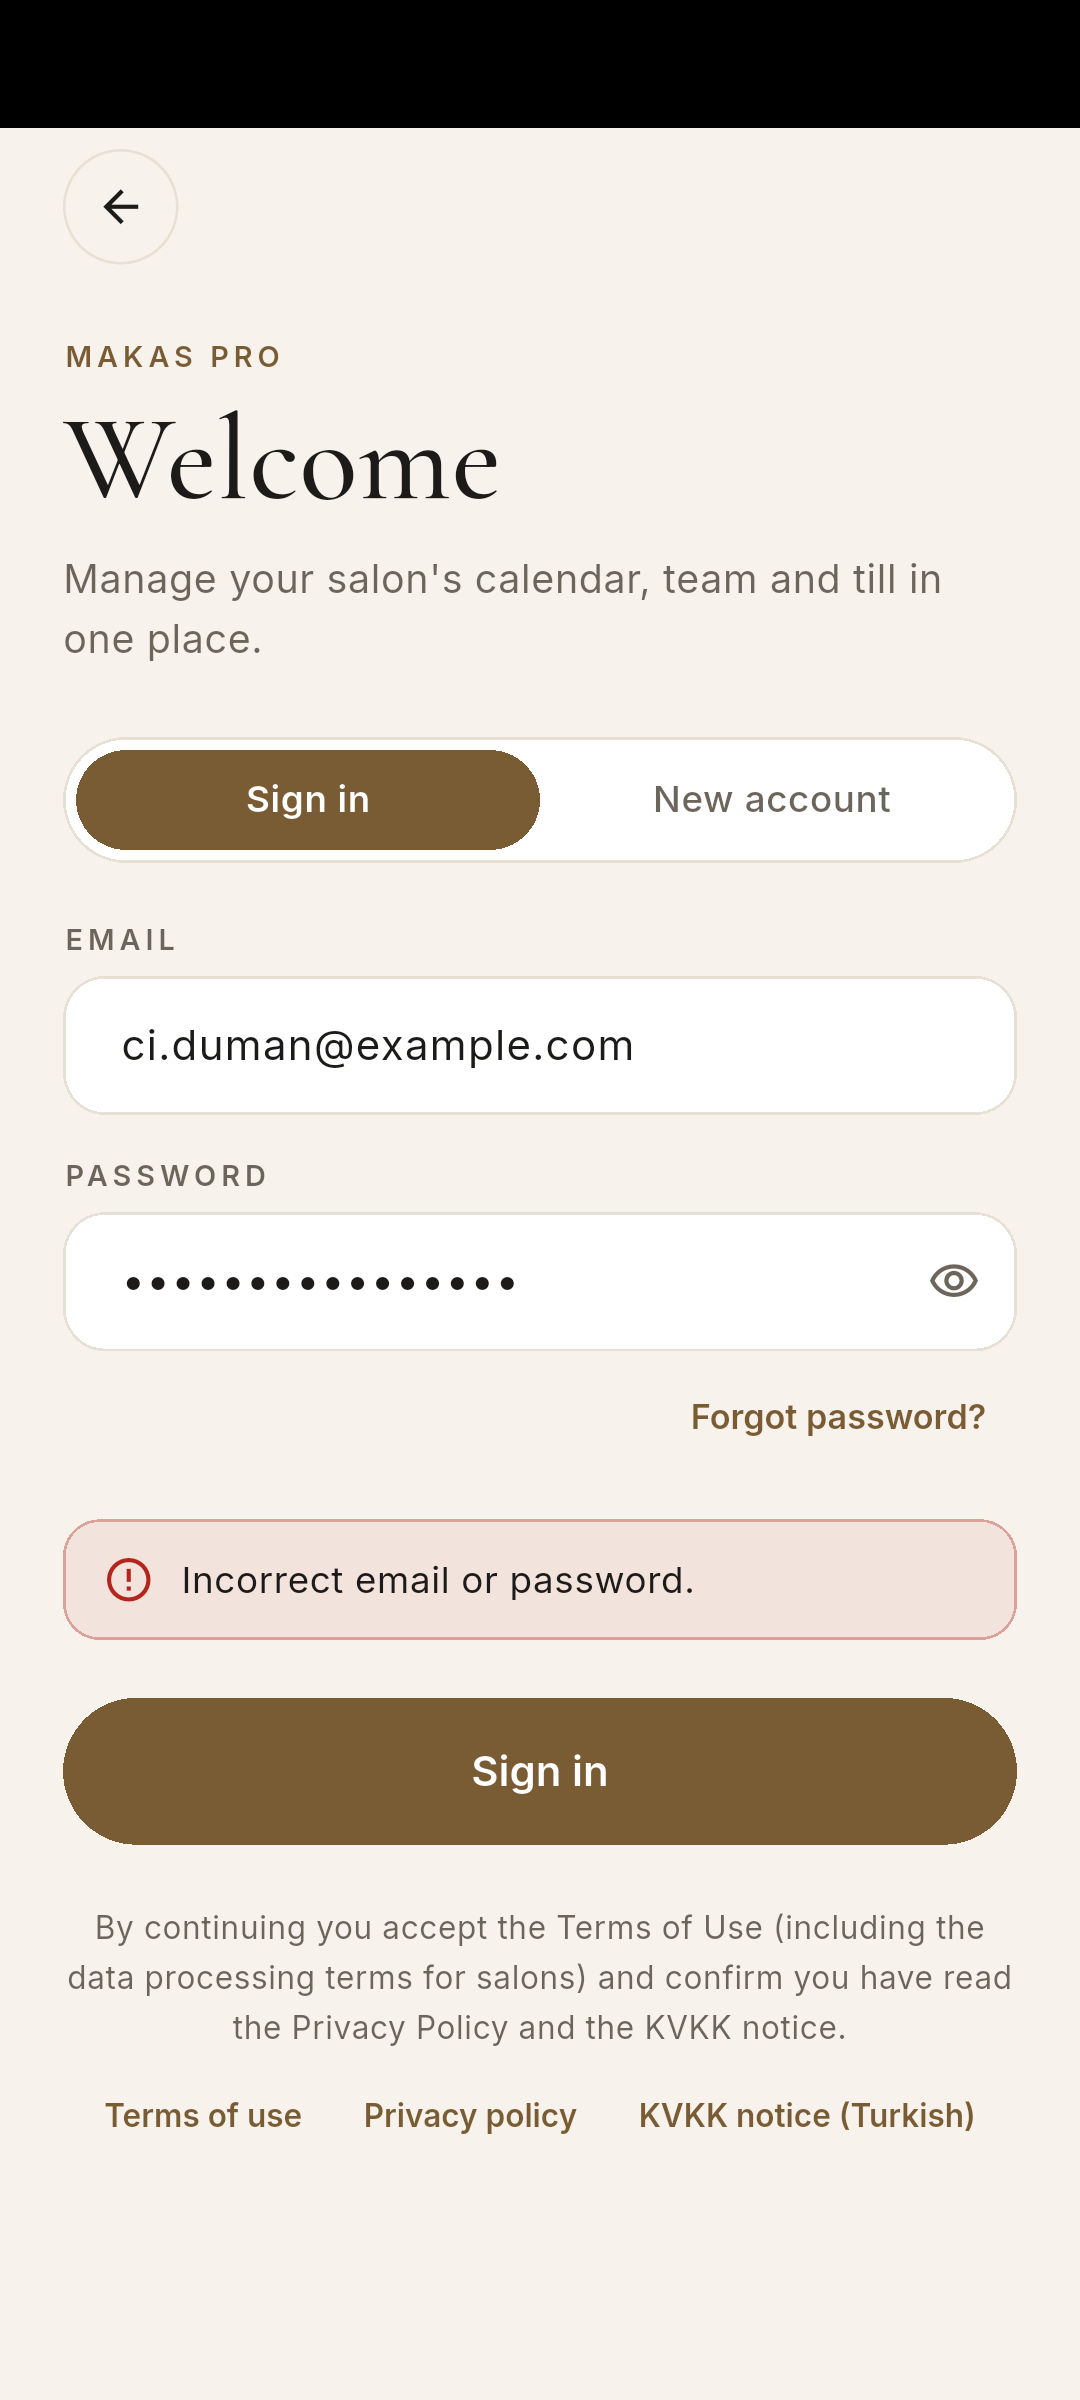 MAKAS PRO
Welcome
Manage your salon's calendar, team and till in
one place.
Sign in
New account
EMAIL
ci.duman@example.com
PASSWORD
••••••••••••••••
Forgot password?
Incorrect email or password.
Sign in
By continuing you accept the Terms of Use (including the
data processing terms for salons) and confirm you have read
the Privacy Policy and the KVKK notice.
Terms of use
Privacy policy
KVKK notice (Turkish)